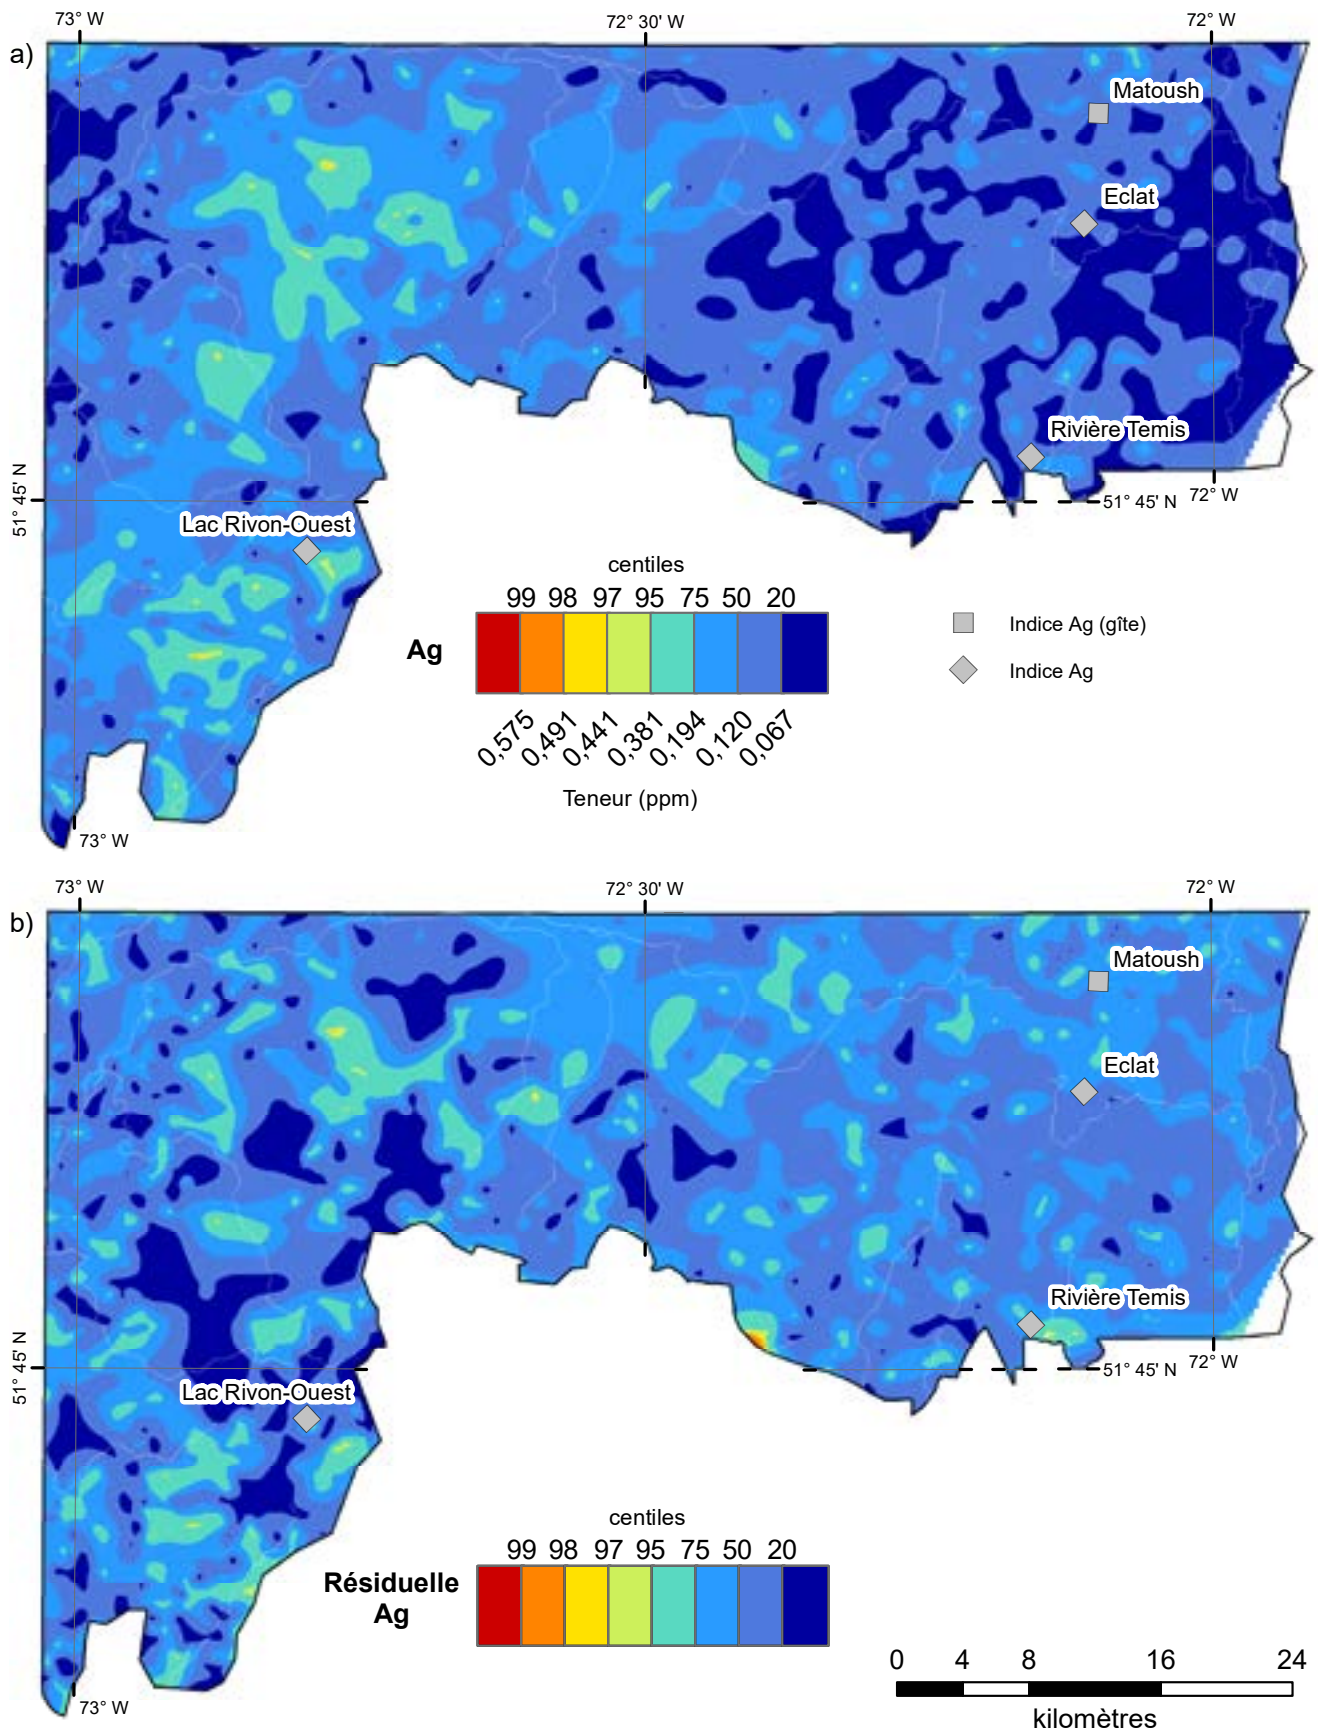 73° W
72° 30' W
72° W
a)
Matoush
Eclat
Rivière Temis
51° 45' N
72° W
51° 45' N
Lac Rivon-Ouest
centiles
99 98 97 95 75 50 20
Ag
0,575 0,491 0,441 0,381 0,194 0,120 0,067
Teneur (ppm)
Indice Ag (gîte)
Indice Ag
73° W
73° W
72° 30' W
72° W
b)
Matoush
Eclat
Rivière Temis
51° 45' N
72° W
51° 45' N
Lac Rivon-Ouest
centiles
99 98 97 95 75 50 20
Résiduelle
Ag
0 4 8 16 24
kilomètres
73° W